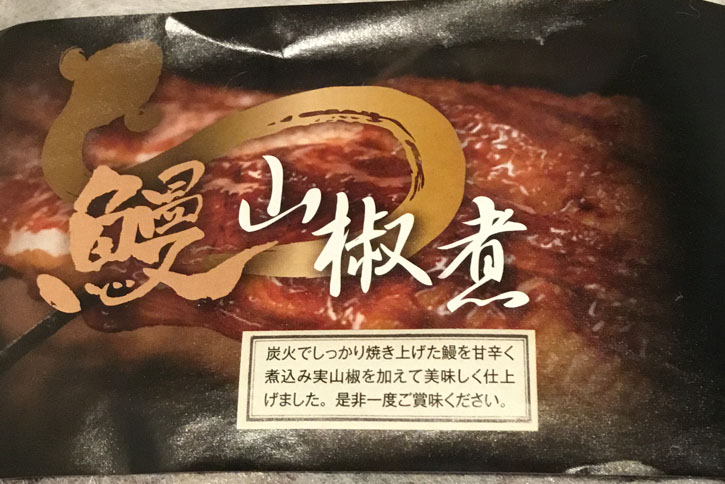 鰻山椒煮
炭火でしっかり焼き上げた鰻を甘辛く
煮込み実山椒を加えて美味しく仕上
げました。是非一度ご賞味ください。